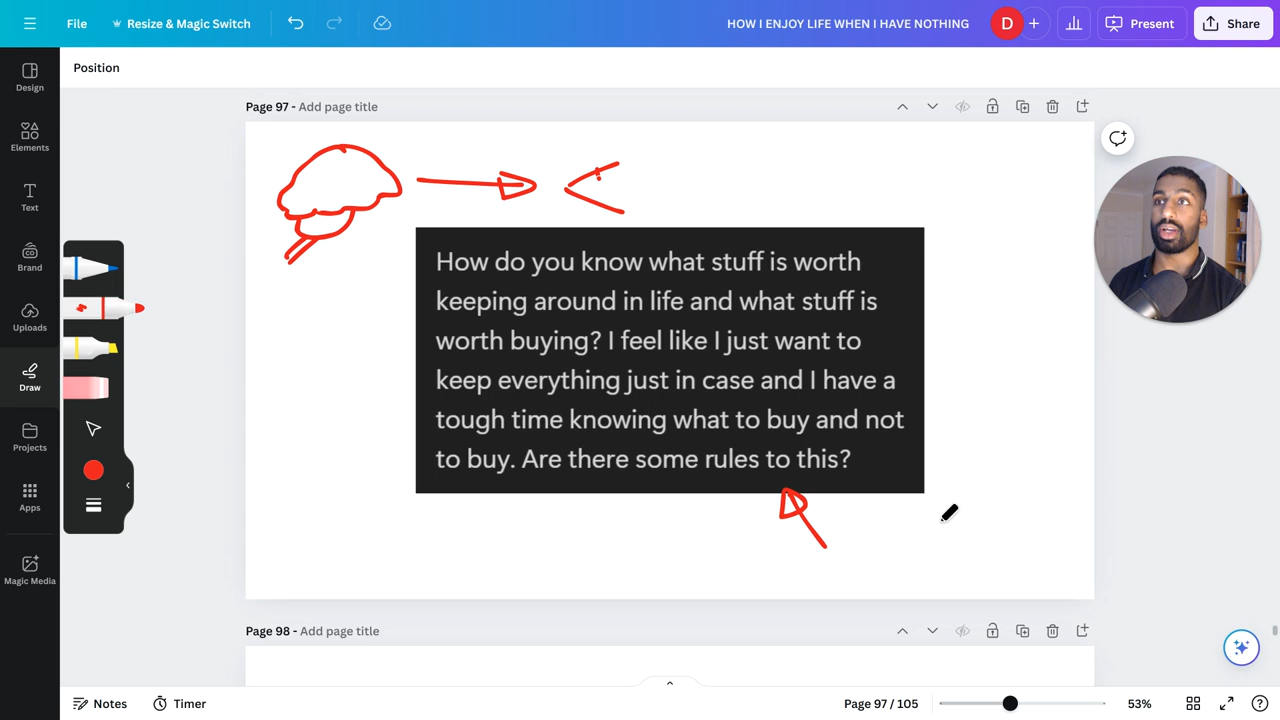 File
Resize & Magic Switch
HOW I ENJOY LIFE WHEN I HAVE NOTHING
D
Present
Share
Position
Design
Elements
Text
Brand
Uploads
Draw
Projects
Apps
Magic Media
Page 97 - Add page title
How do you know what stuff is worth
keeping around in life and what stuff is
worth buying? I feel like I just want to
keep everything just in case and I have a
tough time knowing what to buy and not
to buy. Are there some rules to this?
Page 98 - Add page title
Notes
Timer
Page 97 / 105
53%